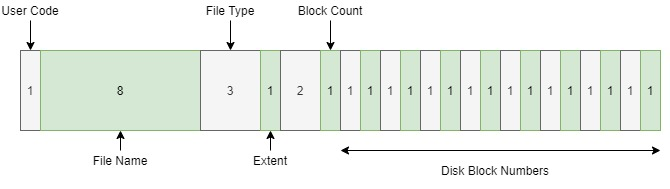 User Code File Type Block Count
1 8 3 1 2 1 1 1 1 1 1 1 1 1 1 1 1 1 1 1 1 1
File Name Extent Disk Block Numbers